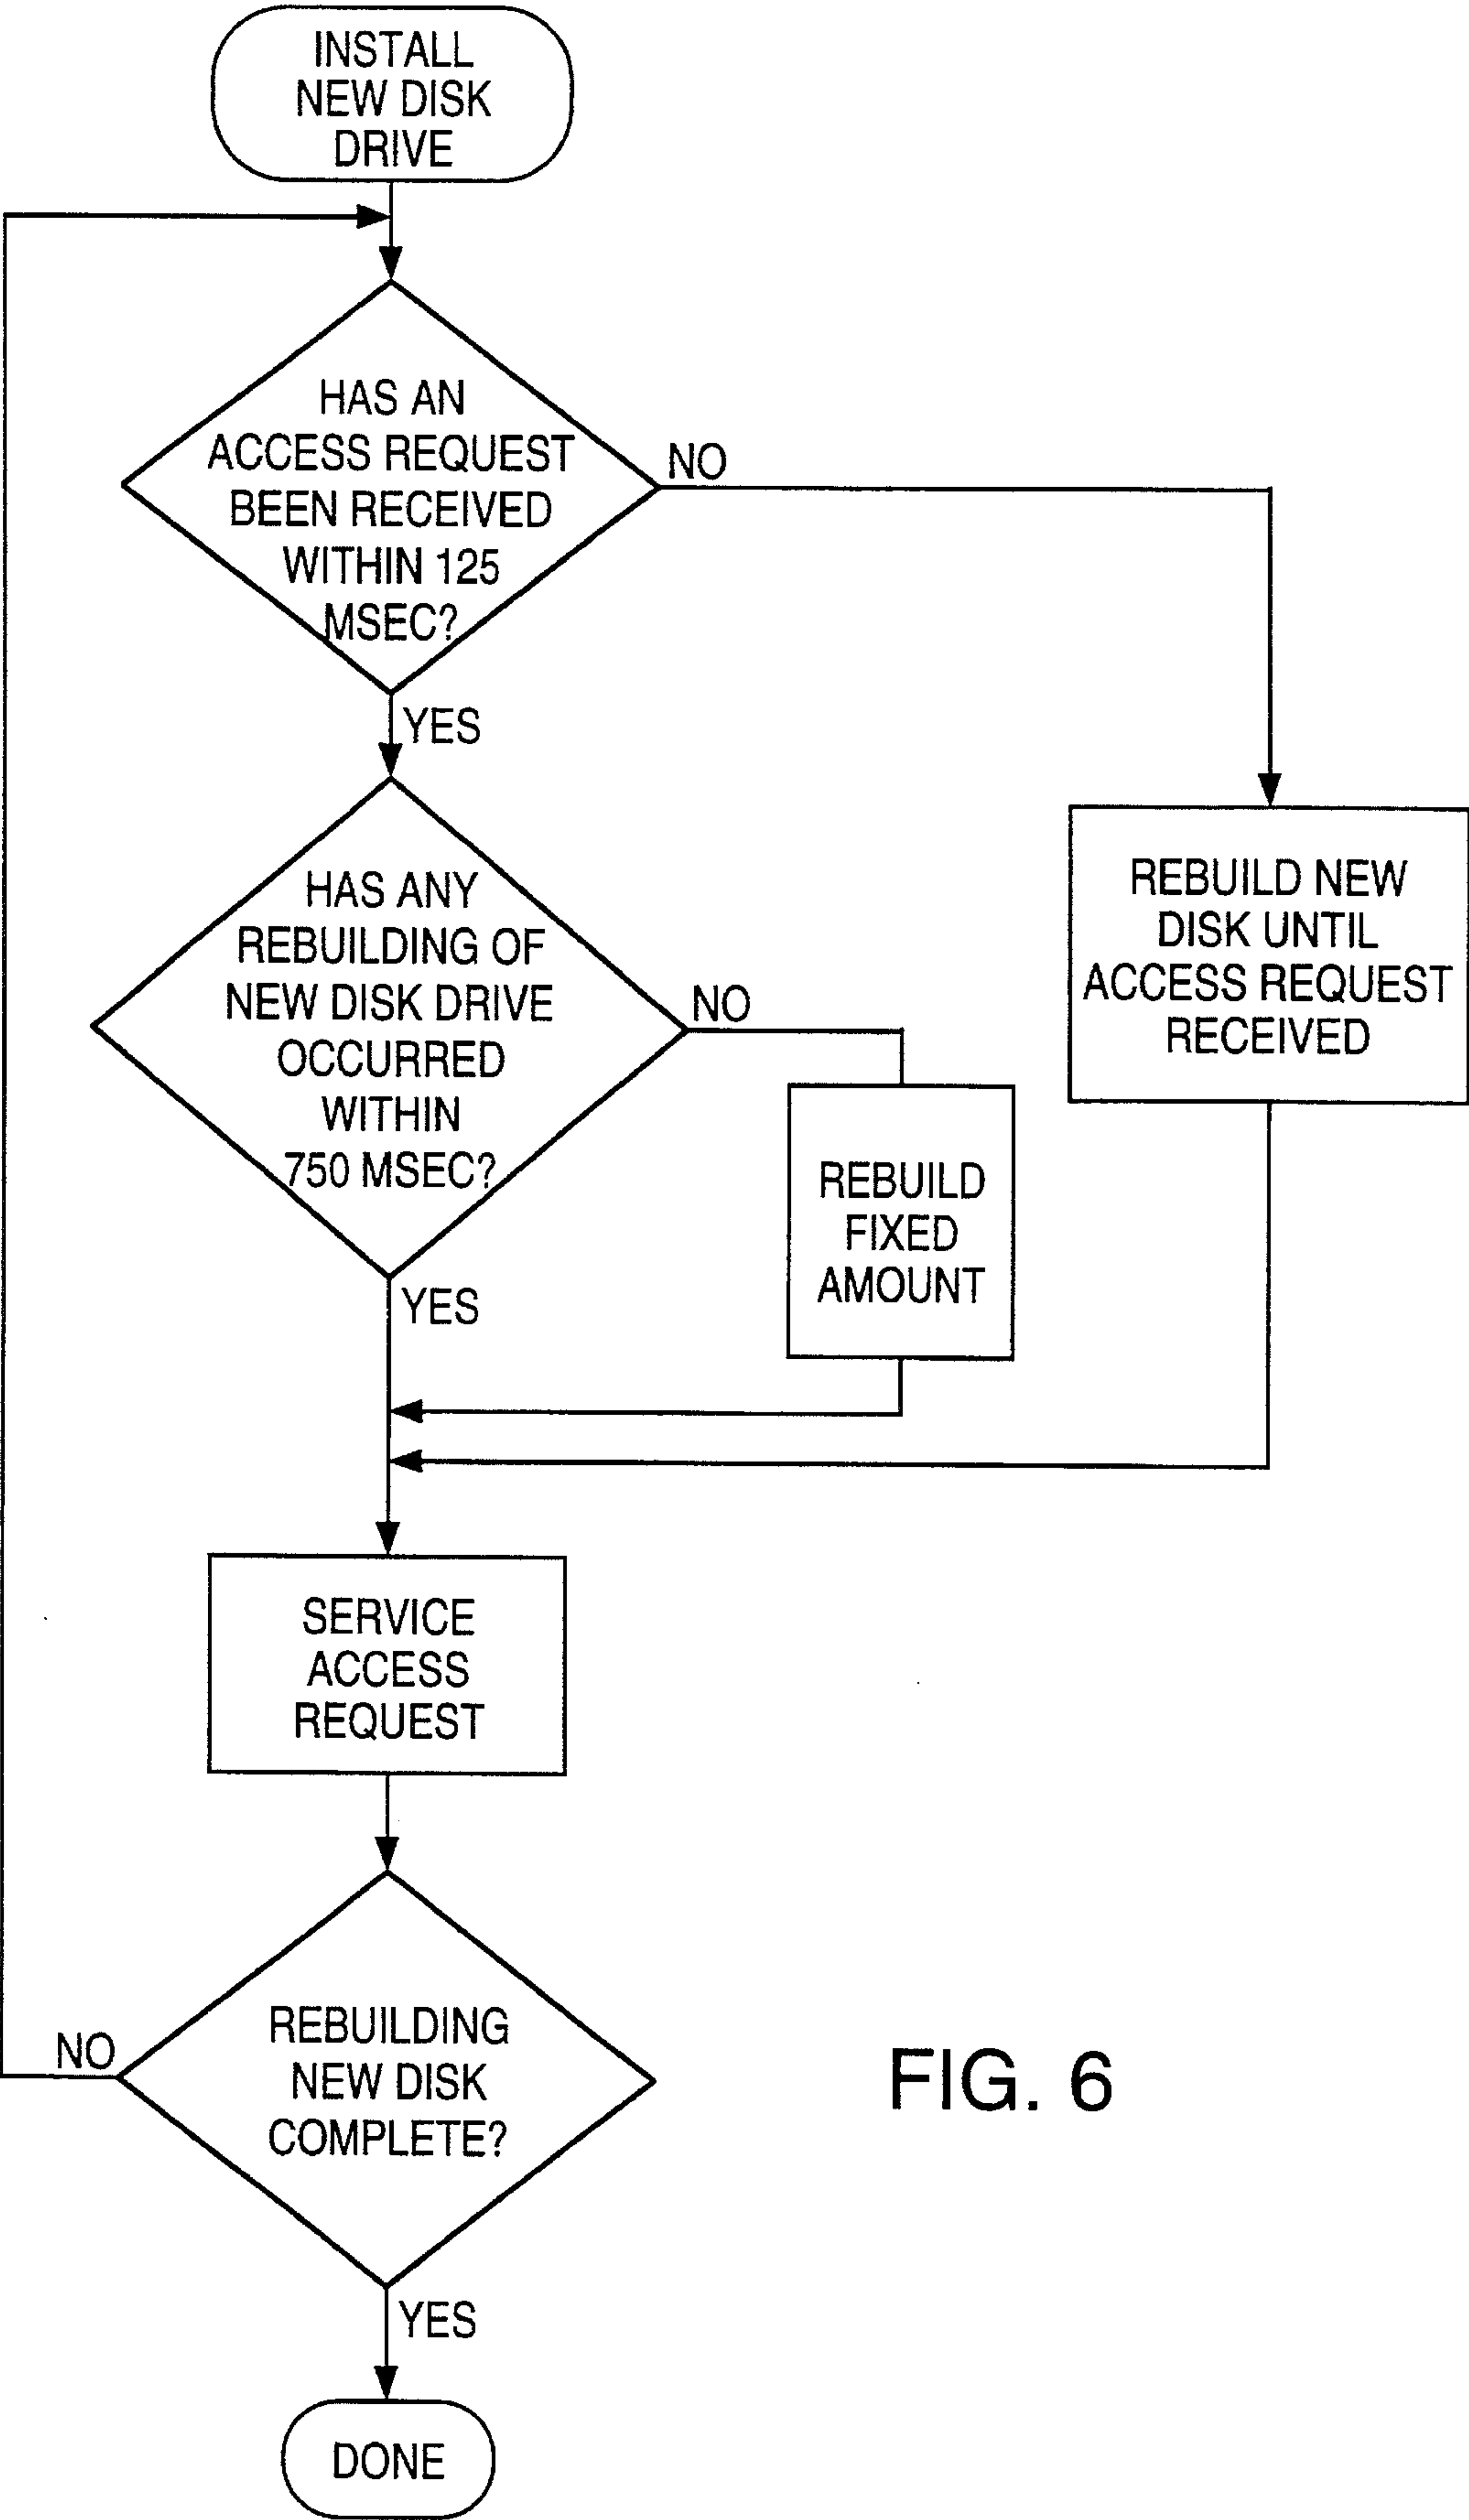 INSTALL
NEW DISK
DRIVE
HAS AN
ACCESS REQUEST
BEEN RECEIVED
WITHIN 125
MSEC?
NO
YES
HAS ANY
REBUILDING OF
NEW DISK DRIVE
OCCURRED
WITHIN
750 MSEC?
NO
REBUILD NEW
DISK UNTIL
ACCESS REQUEST
RECEIVED
REBUILD
FIXED
AMOUNT
YES
SERVICE
ACCESS
REQUEST
REBUILDING
NEW DISK
COMPLETE?
NO
YES
DONE
FIG. 6